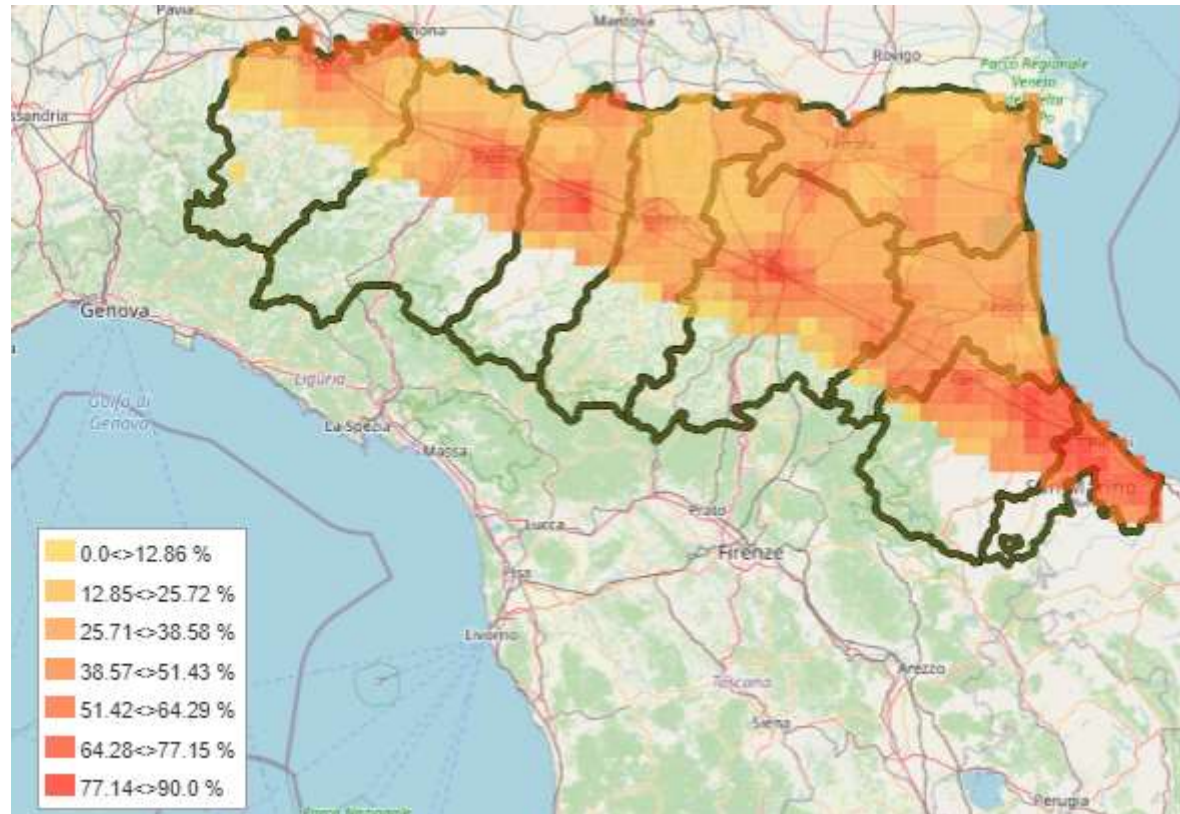 Pavia
Mantova
Rovigo
Parco Regionale
Veneto
Genova
Liguria
Golfo di
Genova
La Spezia
Massa
Lucca
Prato
Firenze
Pisa
Livorno
Arezzo
Toscana
Siena
Perugia
0.0<>12.86 %
12.85<>25.72 %
25.71<>38.58 %
38.57<>51.43 %
51.42<>64.29 %
64.28<>77.15 %
77.14<>90.0 %